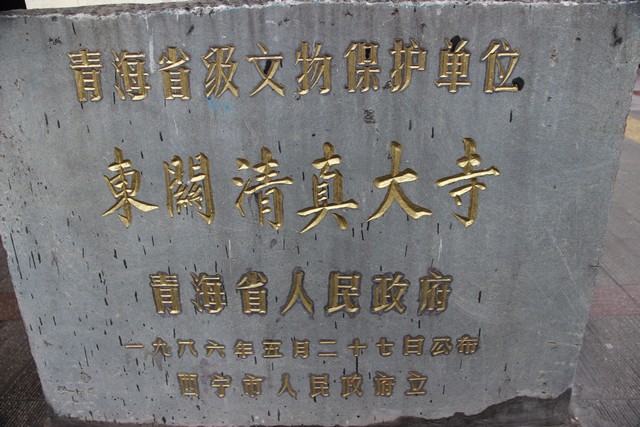 青海省级文物保护单位
東關清真大寺
青海省人民政府
一九八六年五月二十七日公布
西宁市人民政府立